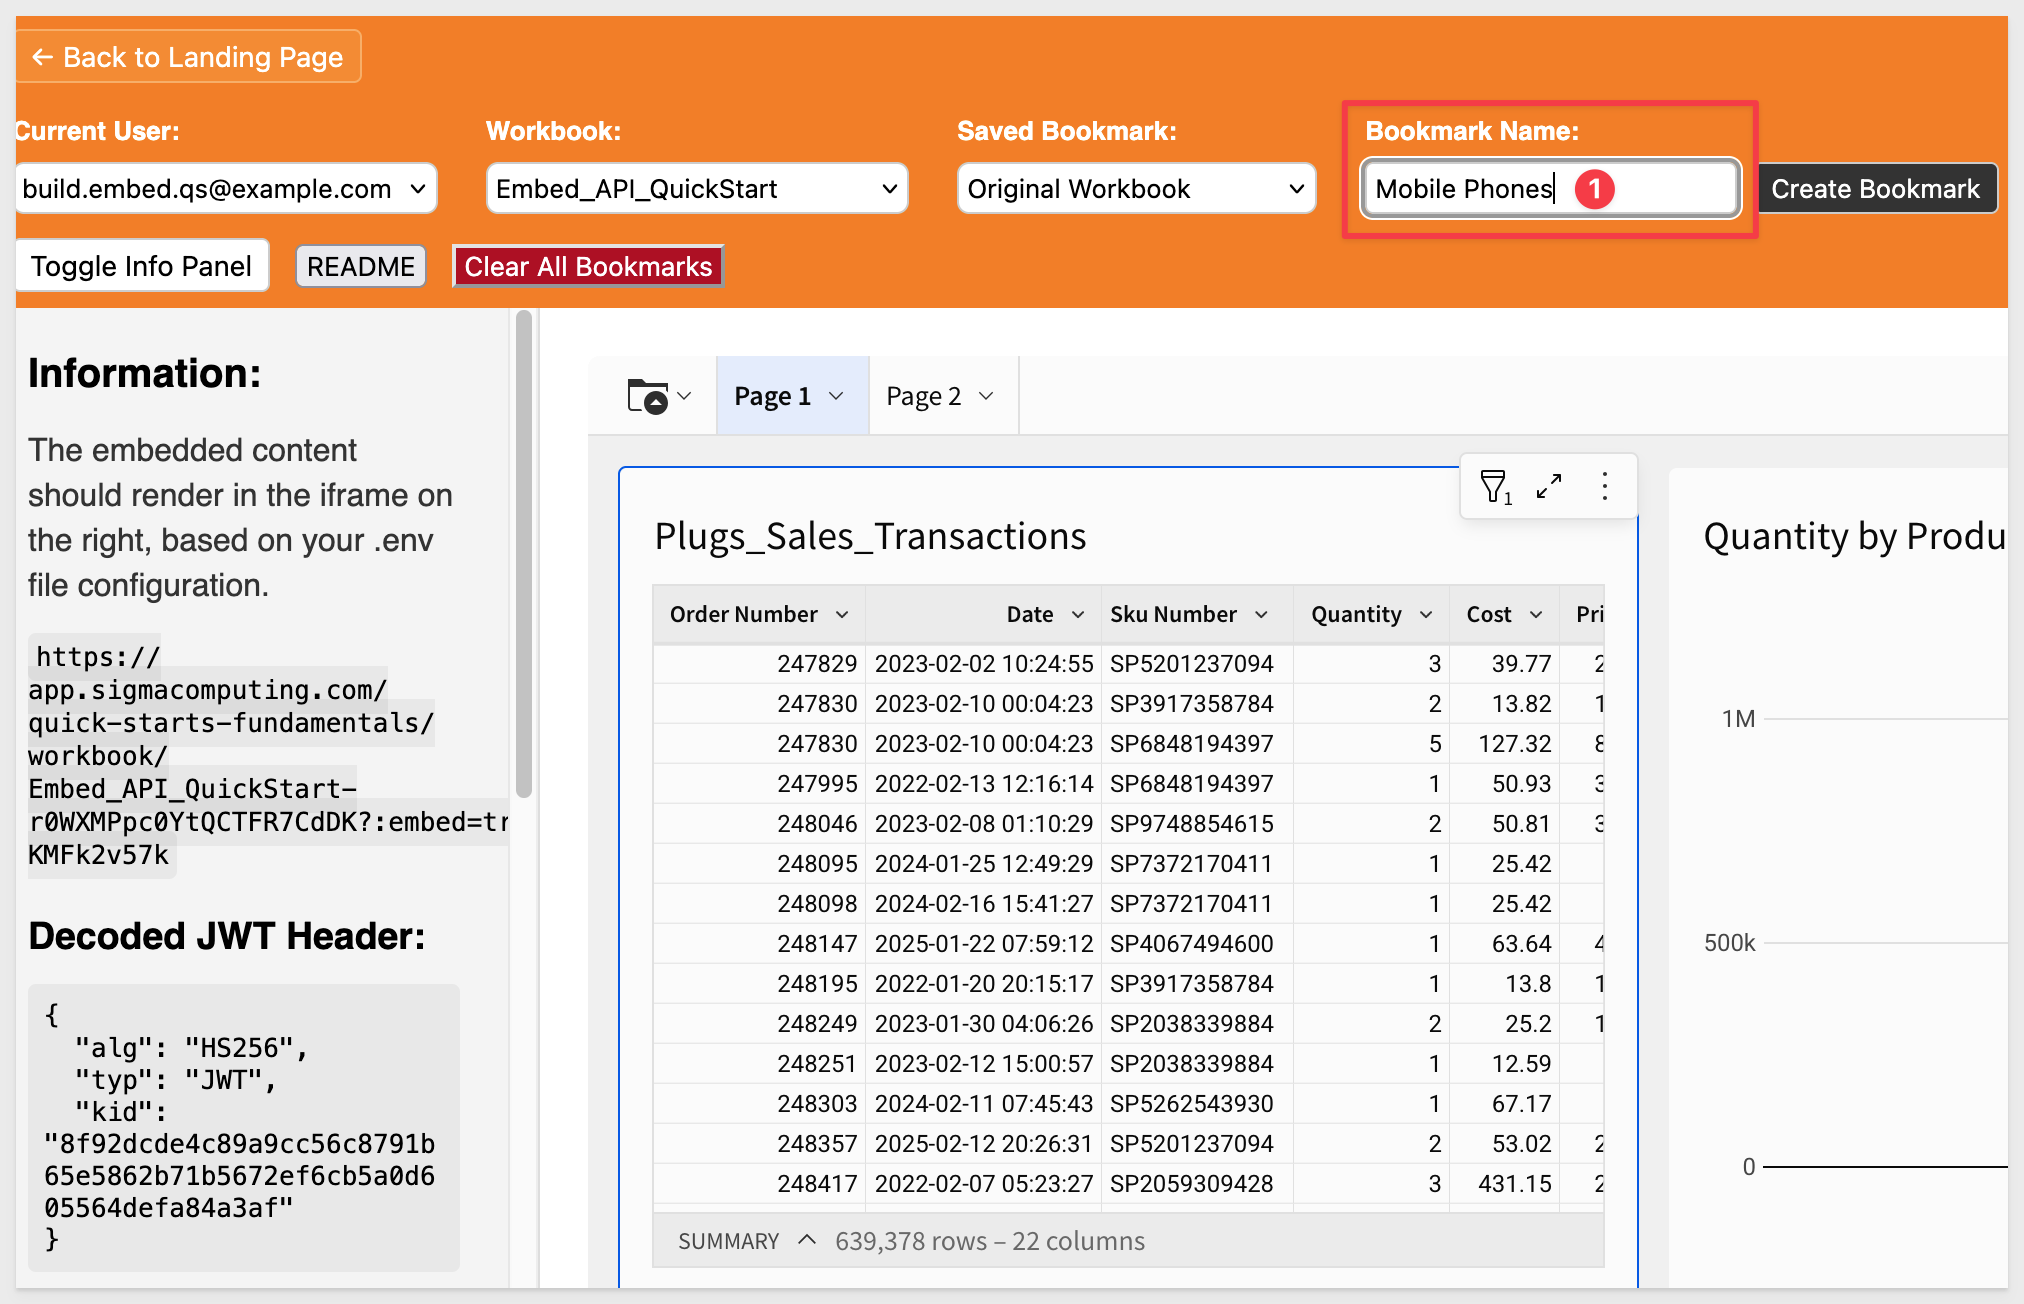 ← Back to Landing Page
Current User:
Workbook:
Saved Bookmark:
Bookmark Name:
build.embed.qs@example.com
Embed_API_QuickStart
Original Workbook
Mobile Phones
1
Create Bookmark
Toggle Info Panel
README
Clear All Bookmarks
Information:
The embedded content
should render in the iframe on
the right, based on your .env
file configuration.
https://
app.sigmacomputing.com/
quick-starts-fundamentals/
workbook/
Embed_API_QuickStart-
r0WXMPpc0YtQCTFR7CdDK?:embed=tr
KMFk2v57k
Decoded JWT Header:
{
"alg": "HS256",
"typ": "JWT",
"kid":
"8f92dcde4c89a9cc56c8791b
65e5862b71b5672ef6cb5a0d6
05564defa84a3af"
}
Page 1
Page 2
1
Plugs_Sales_Transactions
Order Number Date Sku Number Quantity Cost Pri
247829 2023-02-02 10:24:55 SP5201237094 3 39.77 2
247830 2023-02-10 00:04:23 SP3917358784 2 13.82 1
247830 2023-02-10 00:04:23 SP6848194397 5 127.32 8
247995 2022-02-13 12:16:14 SP6848194397 1 50.93 3
248046 2023-02-08 01:10:29 SP9748854615 2 50.81 3
248095 2024-01-25 12:49:29 SP7372170411 1 25.42
248098 2024-02-16 15:41:27 SP7372170411 1 25.42
248147 2025-01-22 07:59:12 SP4067494600 1 63.64 4
248195 2022-01-20 20:15:17 SP3917358784 1 13.8 1
248249 2023-01-30 04:06:26 SP2038339884 2 25.2 1
248251 2023-02-12 15:00:57 SP2038339884 1 12.59
248303 2024-02-11 07:45:43 SP5262543930 1 67.17
248357 2025-02-12 20:26:31 SP5201237094 2 53.02 2
248417 2022-02-07 05:23:27 SP2059309428 3 431.15 2
SUMMARY 639,378 rows – 22 columns
Quantity by Produ
1M
500k
0